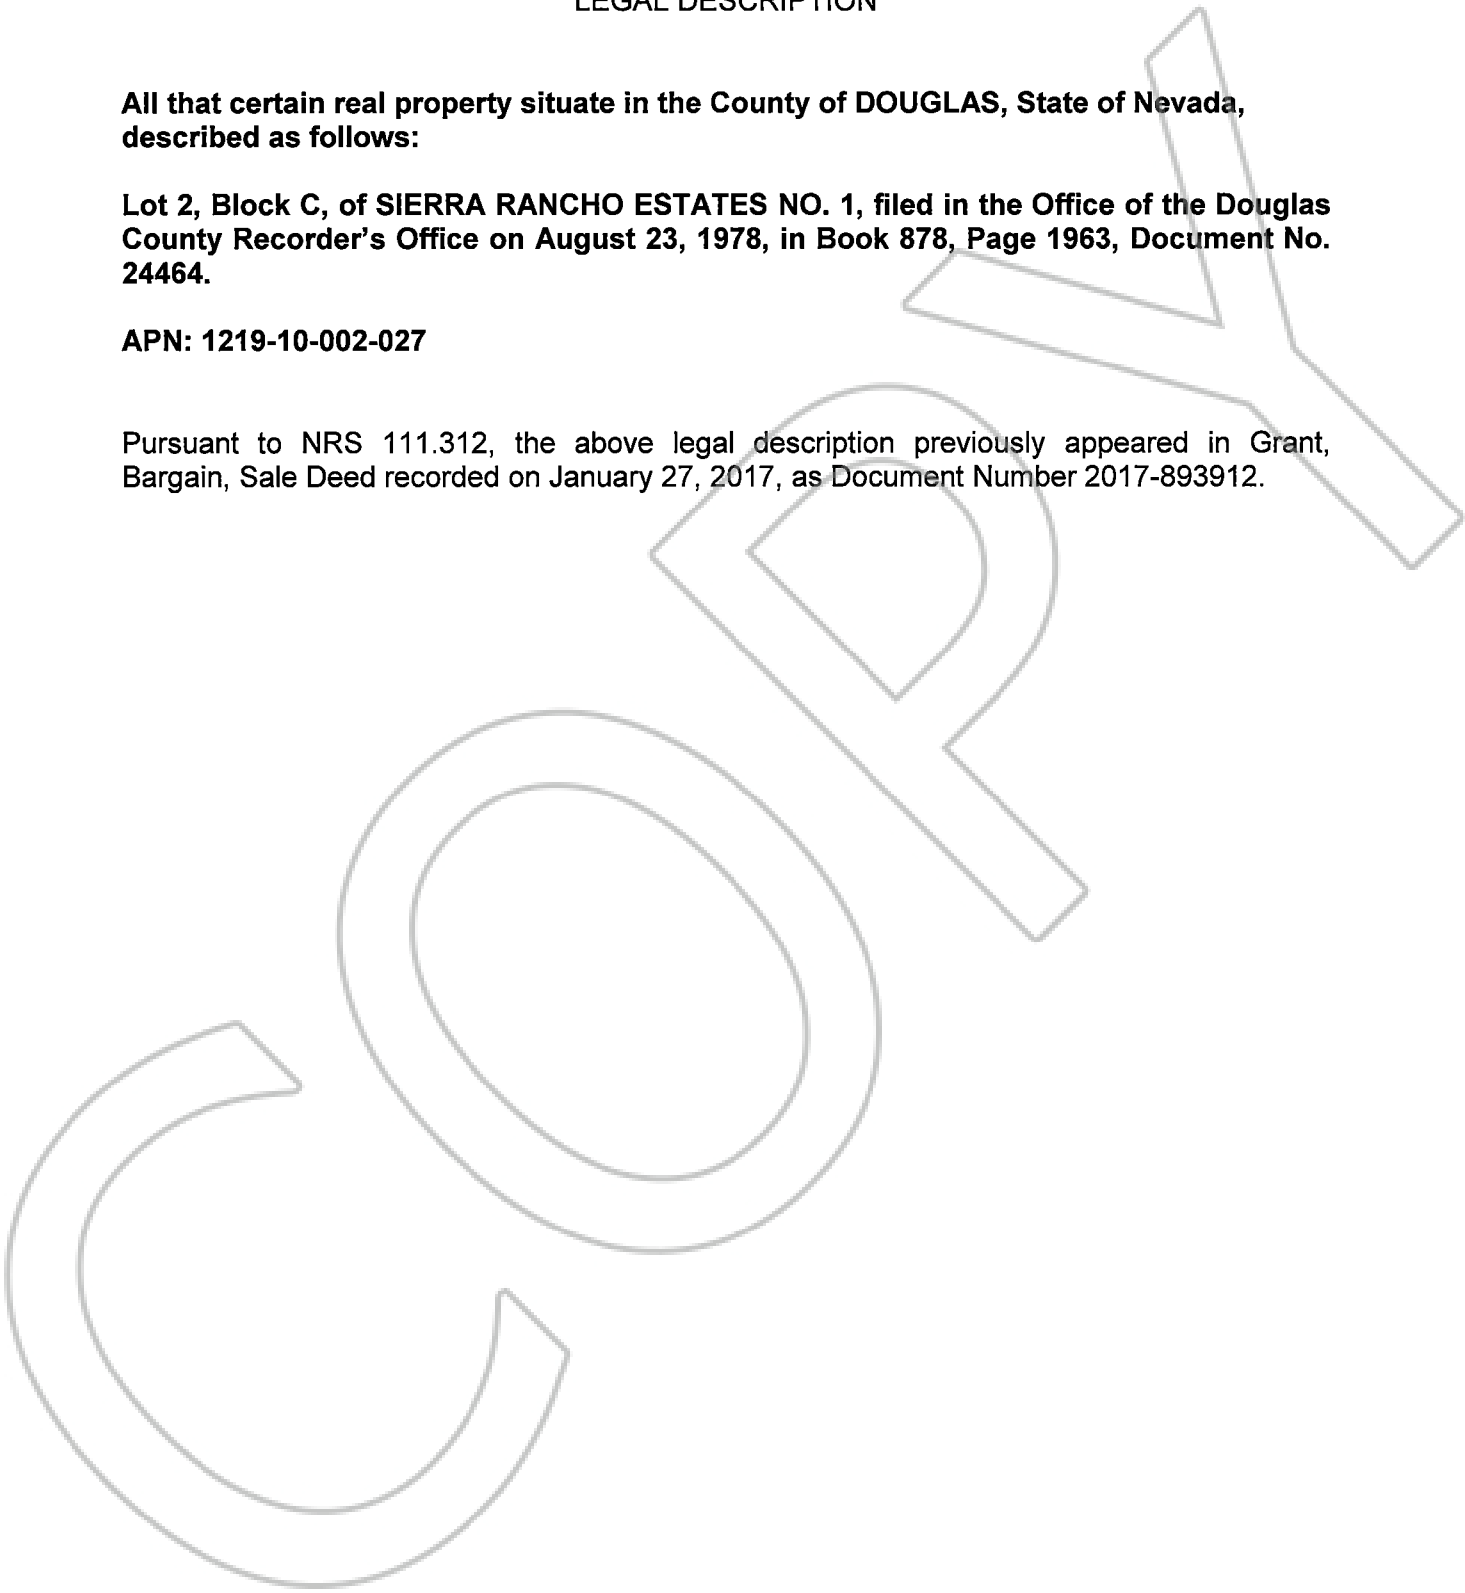 LEGAL DESCRIPTION
All that certain real property situate in the County of DOUGLAS, State of Nevada,
described as follows:
Lot 2, Block C, of SIERRA RANCHO ESTATES NO. 1, filed in the Office of the Douglas
County Recorder's Office on August 23, 1978, in Book 878, Page 1963, Document No.
24464.
APN: 1219-10-002-027
Pursuant to NRS 111.312, the above legal description previously appeared in Grant,
Bargain, Sale Deed recorded on January 27, 2017, as Document Number 2017-893912.
COPY